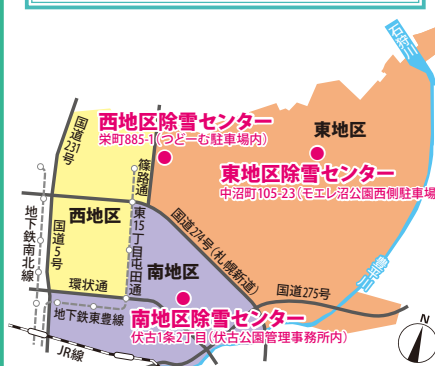 石狩川
国道231号
西地区除雪センター
栄町885-1（つどーむ駐車場内）
東地区
東地区除雪センター
中沼町105-23（モエレ沼公園西側駐車場
篠路通
地下鉄南北線
国道5号
西地区
東15丁目屯田通
国道274号（札幌新道）
豊平川
南地区
環状通
国道275号
地下鉄東豊線
南地区除雪センター
伏古1条2丁目（伏古公園管理事務所内）
JR線
N